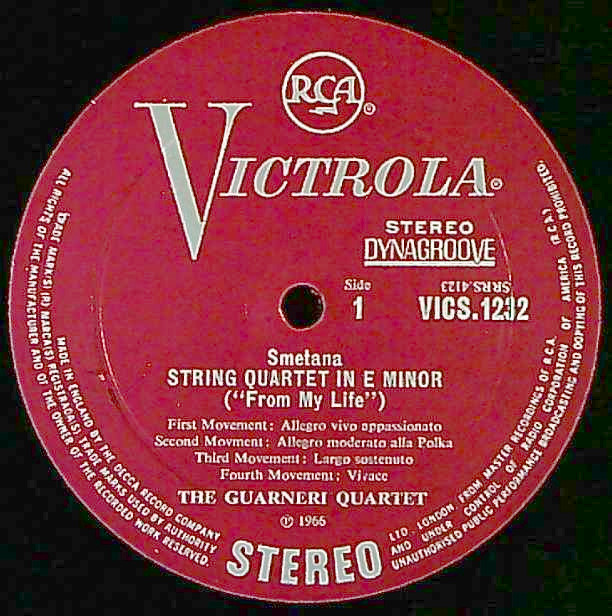 RCA
VICTROLA
STEREO
DYNAGROOVE
Side
1
SRRS.4123
VICS.1232
Smetana
STRING QUARTET IN E MINOR
("From My Life")
First Movement: Allegro vivo appassionato
Second Movment: Allegro moderato alla Polka
Third Movement: Largo sostenuto
Fourth Movement: Vivace
THE GUARNERI QUARTET
Ⓟ 1966
STEREO
ALL RIGHTS OF THE MANUFACTURER AND OF THE OWNER OF THE RECORDED WORK RESERVED.
TRADE MARK(S) (R) MARCA(S) REGISTRADA(S) TRADE MARKS USED BY AUTHORITY
MADE IN ENGLAND BY THE DECCA RECORD COMPANY
LTD · LONDON · FROM MASTER RECORDINGS OF R.C.A.
AND UNDER CONTROL OF RADIO CORPORATION OF AMERICA (R.C.A.)
UNAUTHORISED PUBLIC PERFORMANCE BROADCASTING AND COPYING OF THIS RECORD PROHIBITED.